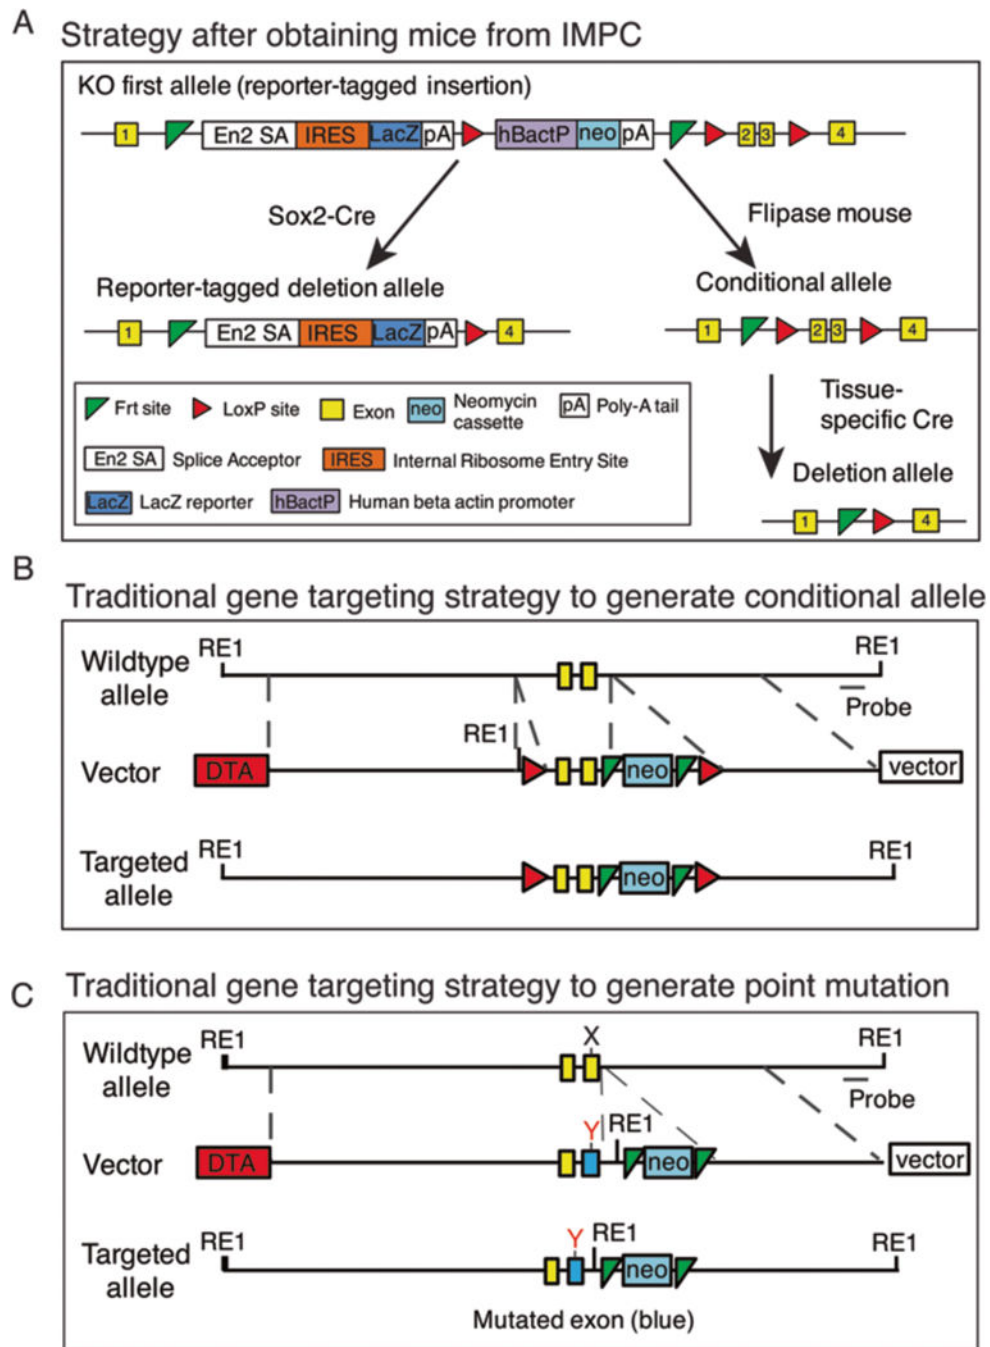 A
Strategy after obtaining mice from IMPC
KO first allele (reporter-tagged insertion)
1 En2 SA IRES LacZ pA hBactP neo pA 2 3 4
Sox2-Cre
Flipase mouse
Reporter-tagged deletion allele
Conditional allele
1 En2 SA IRES LacZ pA 4
1 2 3 4
Frt site LoxP site Exon neo Neomycin cassette pA Poly-A tail
En2 SA Splice Acceptor IRES Internal Ribosome Entry Site
LacZ LacZ reporter hBactP Human beta actin promoter
Tissue-
specific Cre
Deletion allele
1 4
B
Traditional gene targeting strategy to generate conditional allele
Wildtype
allele
RE1 RE1
Probe
RE1
Vector DTA neo vector
Targeted
allele
RE1 neo RE1
C
Traditional gene targeting strategy to generate point mutation
Wildtype
allele
RE1 X RE1
Probe
Y RE1
Vector DTA neo vector
Targeted
allele
RE1 Y RE1 neo RE1
Mutated exon (blue)